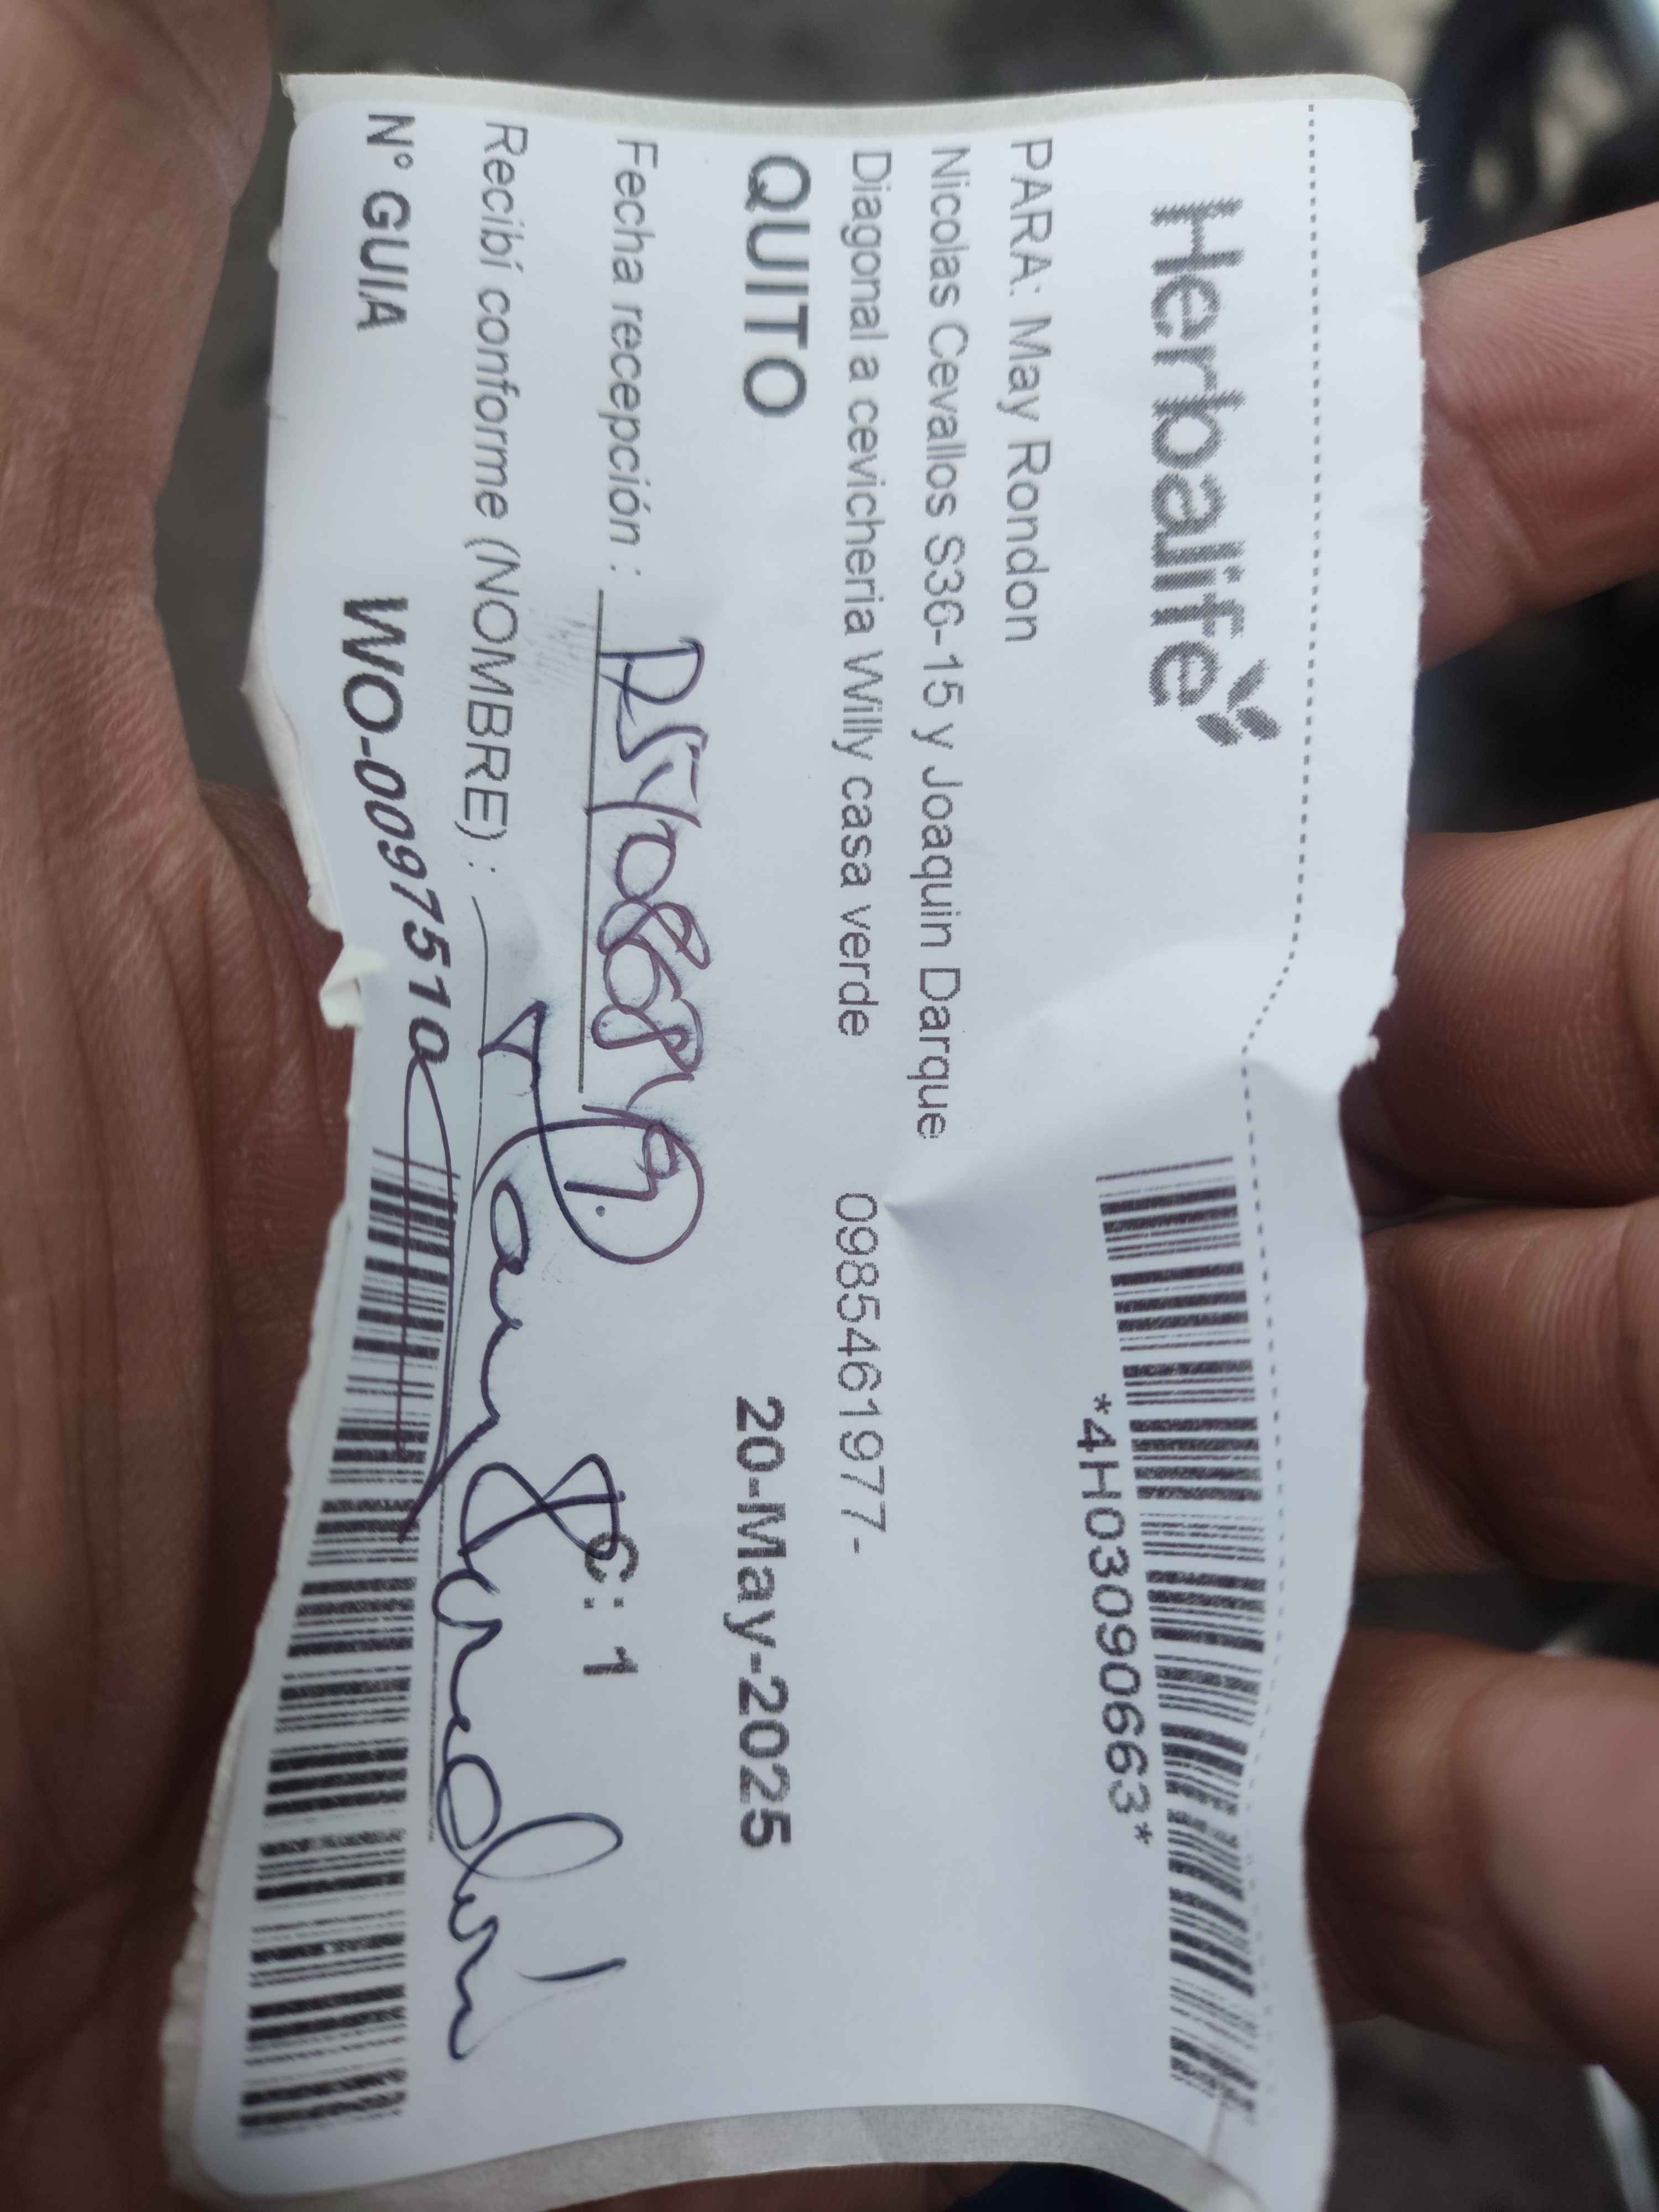 Herbalife
*4H03090663*
PARA: May Rondon
Nicolas Cevallos S36-15 y Joaquin Darque
Diagonal a cevicheria Willy casa verde 0985461977-
QUITO 20-May-2025
Fecha recepción :
C: 1
Recibí conforme (NOMBRE) :
N° GUIA WO-00975510